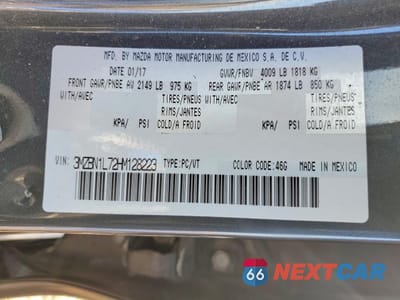 MFD. BY MAZDA MOTOR MANUFACTURING DE MEXICO S.A. DE C.V.
DATE 01/17 GVWR/PNBV 4009 LB 1818 KG
FRONT GAWR/PNBE AV 2149 LB 975 KG REAR GAWR/PNBE AR 1874 LB 850 KG
WITH/AVEC TIRES/PNEUS WITH/AVEC TIRES/PNEUS
RIMS/JANTES RIMS/JANTES
KPA/ PSI COLD/A FROID KPA/ PSI COLD/A FROID
VIN: 3MZBN1L72HM128223 TYPE:PC/VT COLOR CODE:46G MADE IN MEXICO
66 NEXTCAR